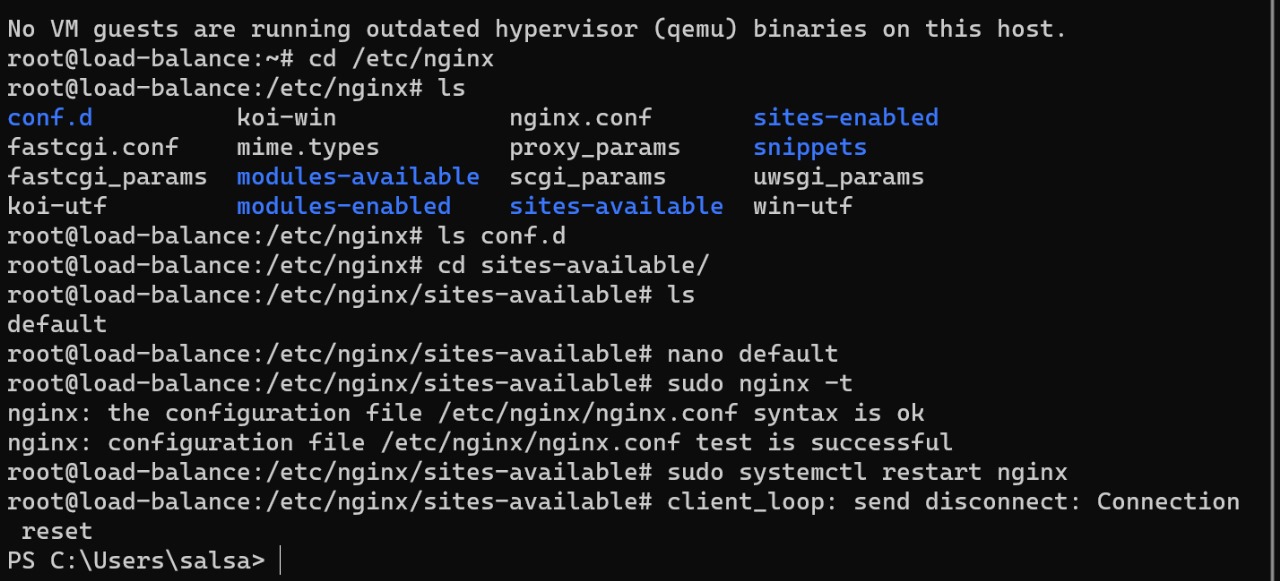 No VM guests are running outdated hypervisor (qemu) binaries on this host.
root@load-balance:~# cd /etc/nginx
root@load-balance:/etc/nginx# ls
conf.d          koi-win            nginx.conf       sites-enabled
fastcgi.conf    mime.types         proxy_params     snippets
fastcgi_params  modules-available  scgi_params      uwsgi_params
koi-utf         modules-enabled    sites-available  win-utf
root@load-balance:/etc/nginx# ls conf.d
root@load-balance:/etc/nginx# cd sites-available/
root@load-balance:/etc/nginx/sites-available# ls
default
root@load-balance:/etc/nginx/sites-available# nano default
root@load-balance:/etc/nginx/sites-available# sudo nginx -t
nginx: the configuration file /etc/nginx/nginx.conf syntax is ok
nginx: configuration file /etc/nginx/nginx.conf test is successful
root@load-balance:/etc/nginx/sites-available# sudo systemctl restart nginx
root@load-balance:/etc/nginx/sites-available# client_loop: send disconnect: Connection
 reset
PS C:\Users\salsa>